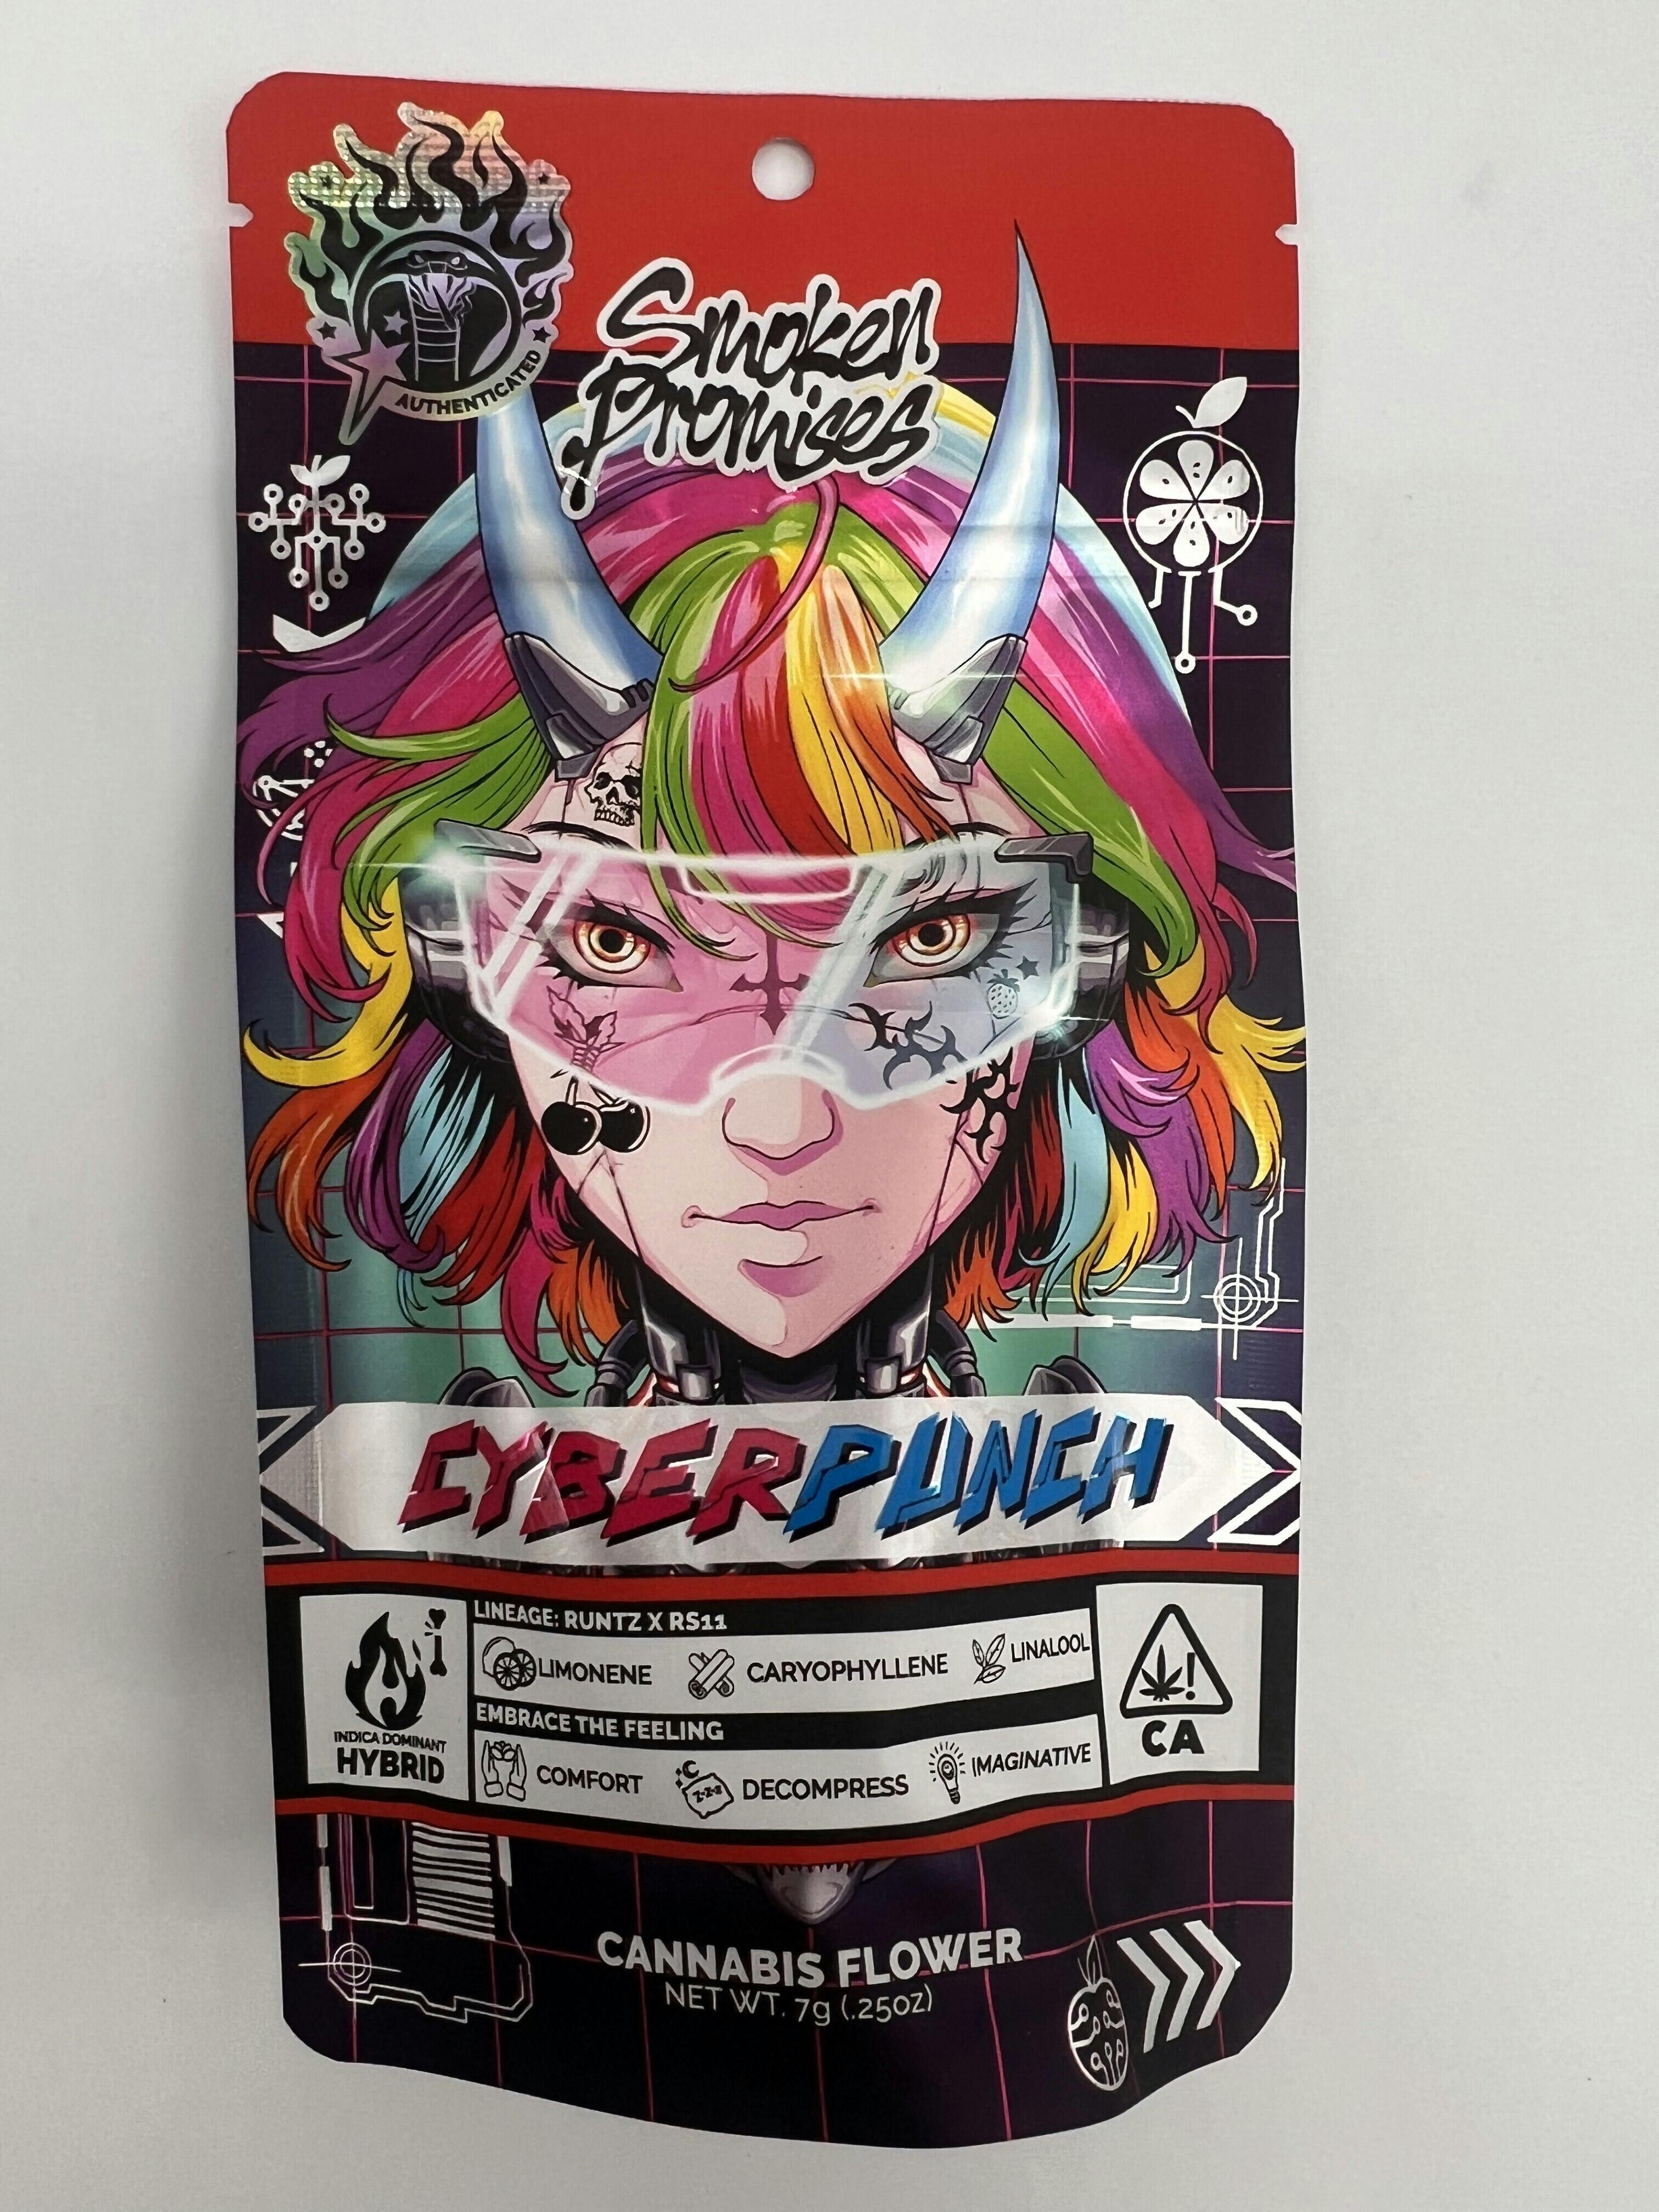 AUTHENTICATED
Smoken
Promises
CYBERPUNCH
LINEAGE: RUNTZ X RS11
LIMONENE CARYOPHYLLENE LINALOOL
EMBRACE THE FEELING
COMFORT Z-Z-Z DECOMPRESS IMAGINATIVE
INDICA DOMINANT
HYBRID
CA
CANNABIS FLOWER
NET WT. 7g (.25oz)